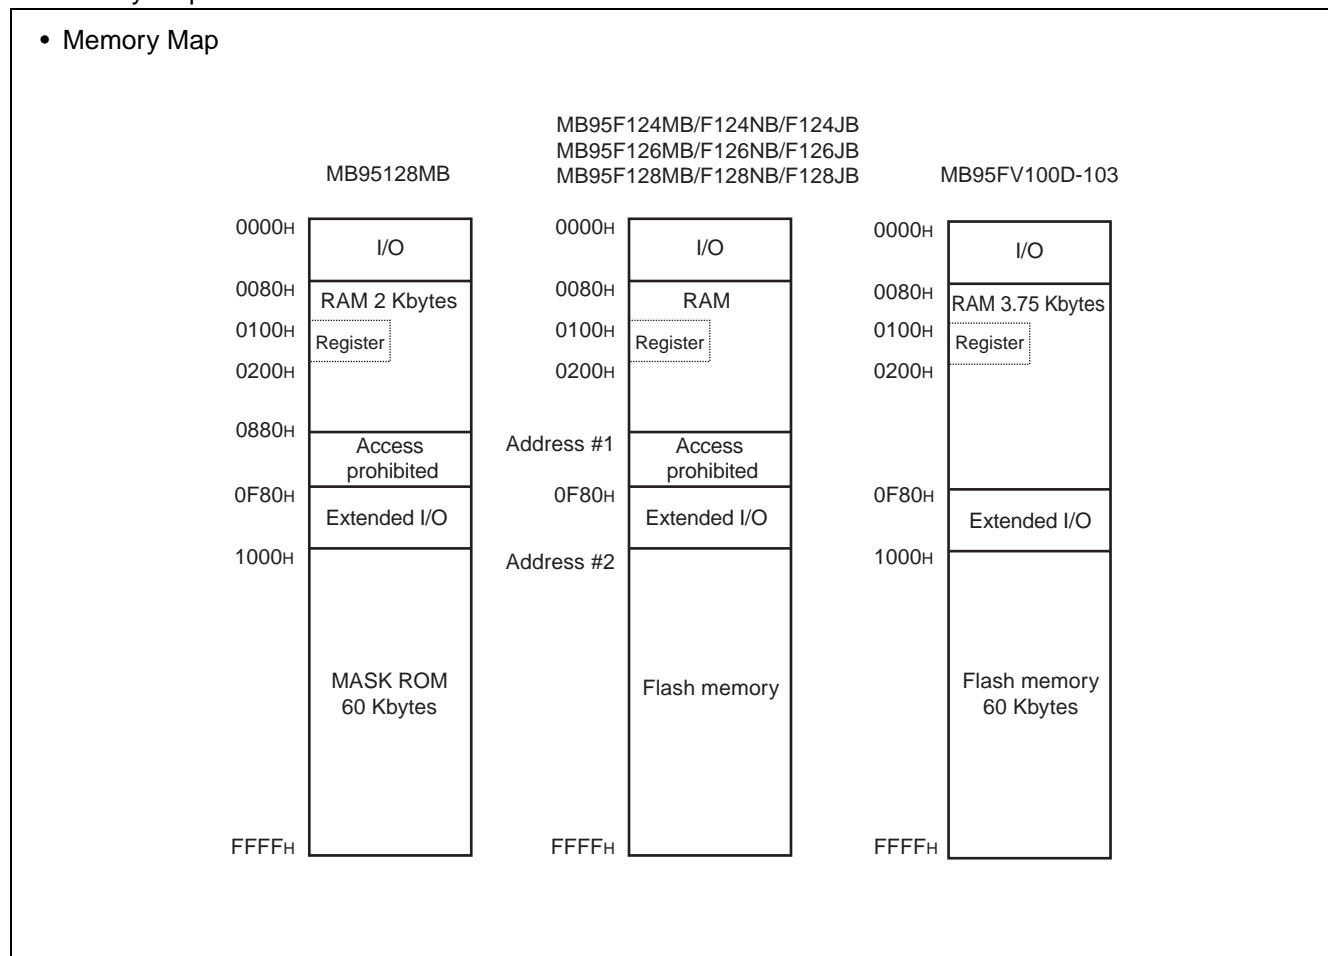 • Memory Map
MB95128MB
MB95F124MB/F124NB/F124JB
MB95F126MB/F126NB/F126JB
MB95F128MB/F128NB/F128JB
MB95FV100D-103
0000H
I/O
0080H
RAM 2 Kbytes
0100H
Register
0200H
0880H
Access
prohibited
0F80H
Extended I/O
1000H
MASK ROM
60 Kbytes
FFFFH
0000H
I/O
0080H
RAM
0100H
Register
0200H
Address #1
Access
prohibited
0F80H
Extended I/O
Address #2
Flash memory
FFFFH
0000H
I/O
0080H
RAM 3.75 Kbytes
0100H
Register
0200H
0F80H
Extended I/O
1000H
Flash memory
60 Kbytes
FFFFH